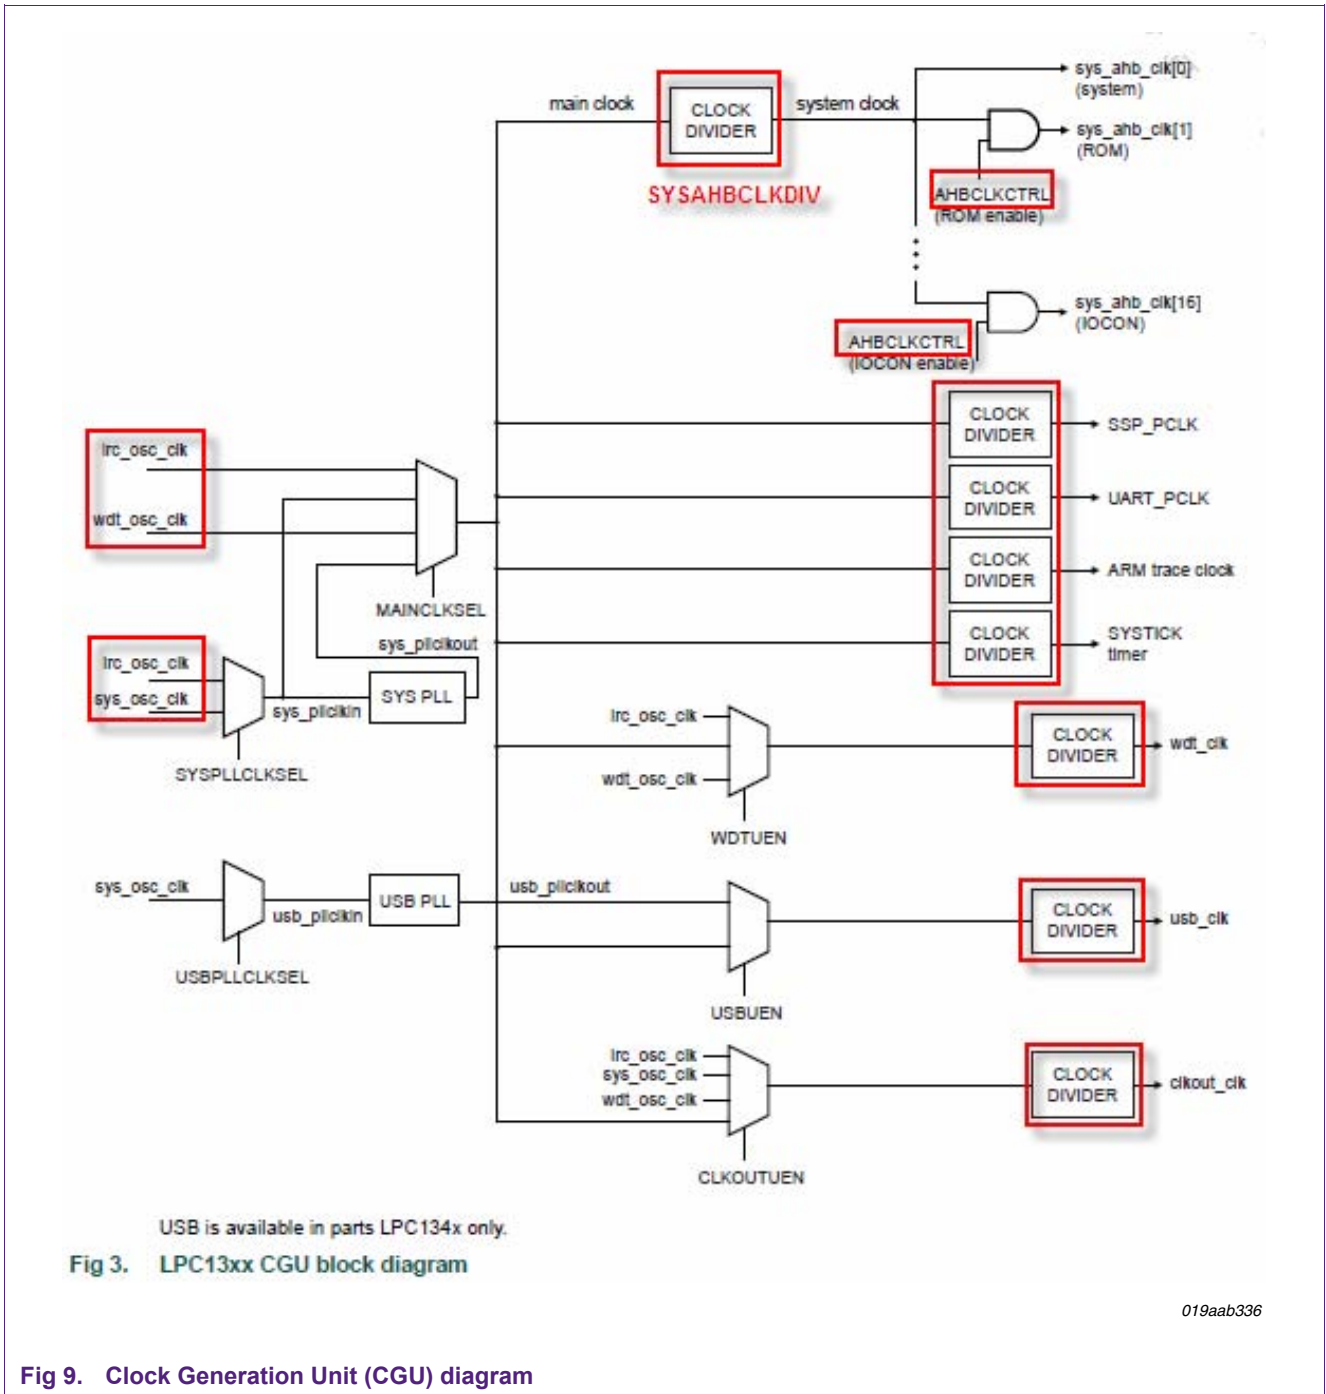 sys_ahb_clk[0]
(system)
main clock
CLOCK
DIVIDER
system clock
sys_ahb_clk[1]
(ROM)
SYSAHBCLKDIV
AHBCLKCTRL
(ROM enable)
sys_ahb_clk[16]
(IOCON)
AHBCLKCTRL
(IOCON enable)
CLOCK
DIVIDER
SSP_PCLK
irc_osc_clk
CLOCK
DIVIDER
UART_PCLK
wdt_osc_clk
CLOCK
DIVIDER
ARM trace clock
MAINCLKSEL
sys_pllclkout
CLOCK
DIVIDER
SYSTICK
timer
irc_osc_clk
sys_osc_clk
sys_pllclkin
SYS PLL
SYSPLLCLKSEL
irc_osc_clk
wdt_osc_clk
CLOCK
DIVIDER
wdt_clk
WDTUEN
sys_osc_clk
usb_pllclkin
USB PLL
usb_pllclkout
CLOCK
DIVIDER
usb_clk
USBPLLCLKSEL
USBUEN
irc_osc_clk
sys_osc_clk
wdt_osc_clk
CLOCK
DIVIDER
clkout_clk
CLKOUTUEN
USB is available in parts LPC134x only.
Fig 3. LPC13xx CGU block diagram
019aab336
Fig 9. Clock Generation Unit (CGU) diagram